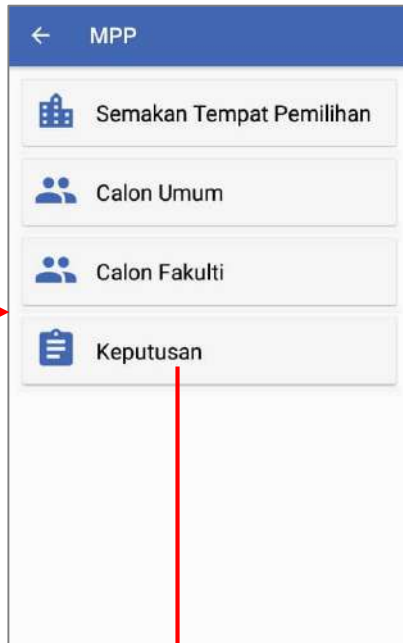 MPP
Semakan Tempat Pemilihan
Calon Umum
Calon Fakulti
Keputusan